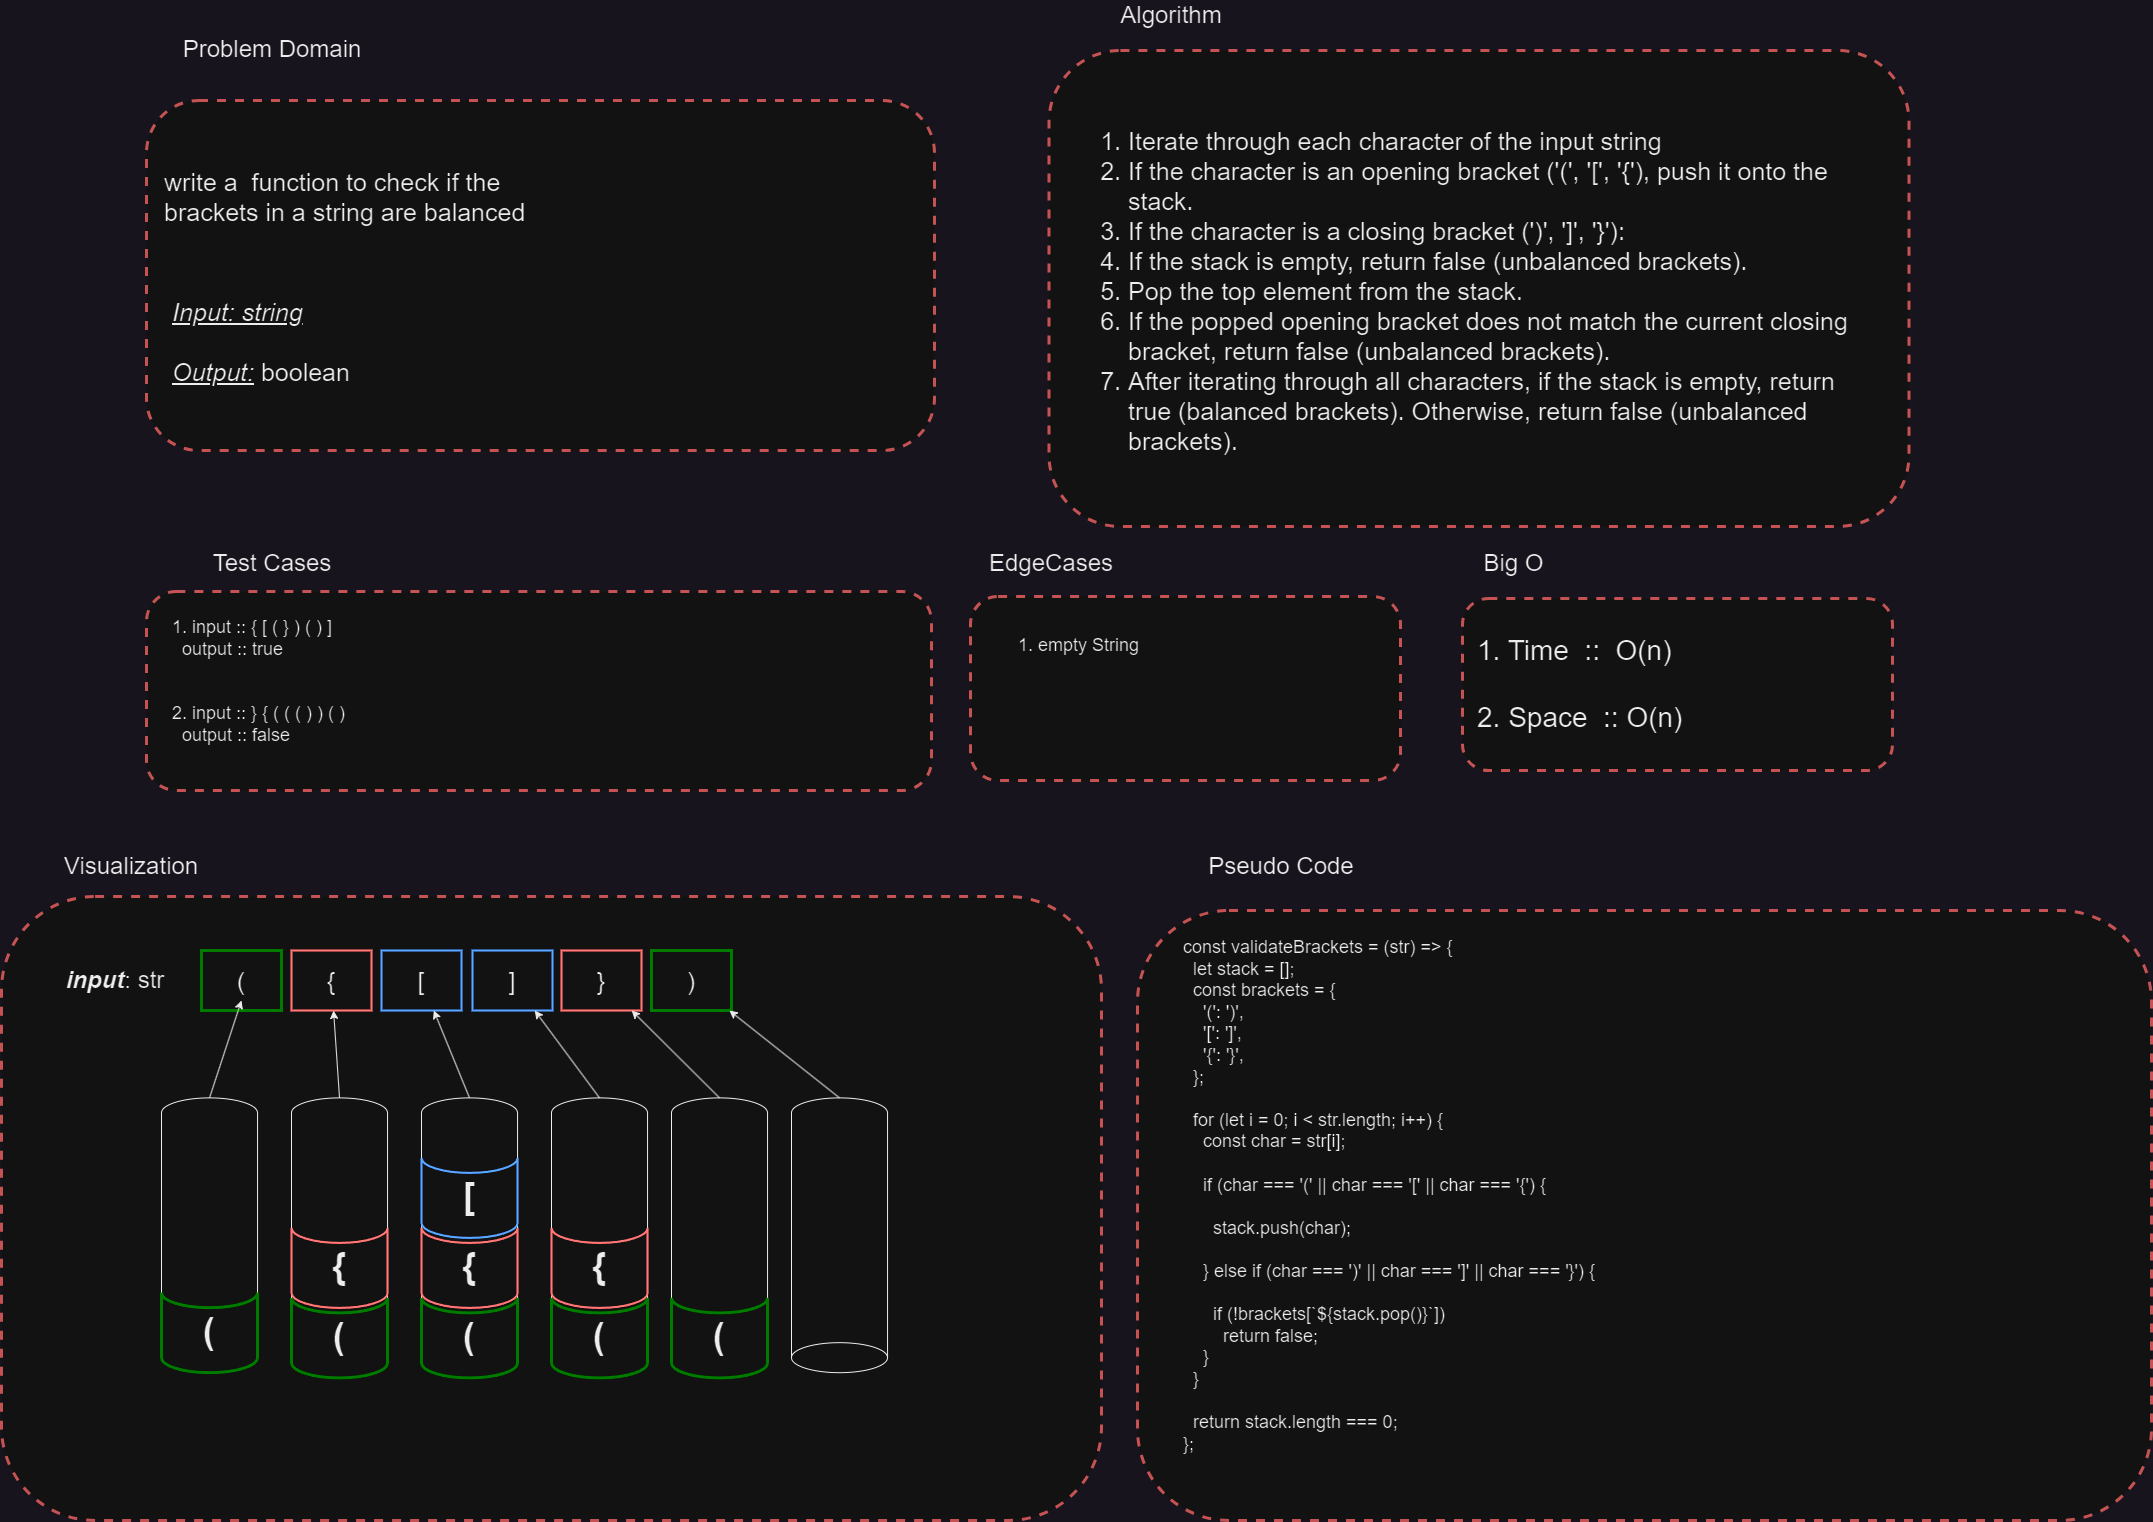 Problem Domain
write a  function to check if the
brackets in a string are balanced
Input: string
Output: boolean
Algorithm
1. Iterate through each character of the input string
2. If the character is an opening bracket ('(', '[', '{'), push it onto the
stack.
3. If the character is a closing bracket (')', ']', '}'):
4. If the stack is empty, return false (unbalanced brackets).
5. Pop the top element from the stack.
6. If the popped opening bracket does not match the current closing
bracket, return false (unbalanced brackets).
7. After iterating through all characters, if the stack is empty, return
true (balanced brackets). Otherwise, return false (unbalanced
brackets).
Test Cases
1. input :: { [ ( } ) ( ) ]
output :: true
2. input :: } { ( ( ( ) ) ( )
output :: false
EdgeCases
1. empty String
Big O
1. Time  ::  O(n)
2. Space  :: O(n)
Visualization
input: str
( { [ ] } )
[
{ { {
( ( ( ( (
Pseudo Code
const validateBrackets = (str) => {
let stack = [];
const brackets = {
'(': ')',
'[': ']',
'{': '}',
};
for (let i = 0; i < str.length; i++) {
const char = str[i];
if (char === '(' || char === '[' || char === '{') {
stack.push(char);
} else if (char === ')' || char === ']' || char === '}') {
if (!brackets[`${stack.pop()}`])
return false;
}
}
return stack.length === 0;
};